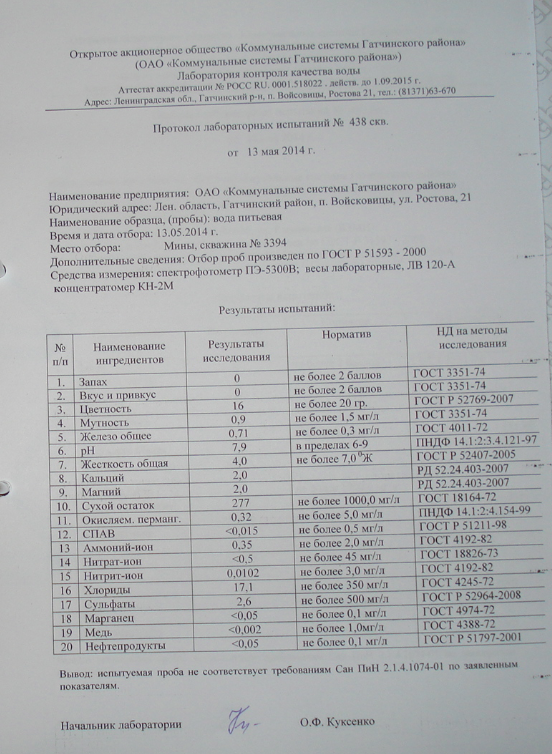 Открытое акционерное общество «Коммунальные системы Гатчинского района»
(ОАО «Коммунальные системы Гатчинского района»)
Лаборатория контроля качества воды
Аттестат аккредитации № РОСС RU. 0001.518022 . действ. до 1.09.2015 г.
Адрес: Ленинградская обл., Гатчинский р-н, п. Войсовицы, Ростова 21, тел.: (81371)63-670
Протокол лабораторных испытаний № 438 скв.
от 13 мая 2014 г.
Наименование предприятия: ОАО «Коммунальные системы Гатчинского района»
Юридический адрес: Лен. область, Гатчинский район, п. Войсковицы, ул. Ростова, 21
Наименование образца, (пробы): вода питьевая
Время и дата отбора: 13.05.2014 г.
Место отбора: Мины, скважина № 3394
Дополнительные сведения: Отбор проб произведен по ГОСТ Р 51593 - 2000
Средства измерения: спектрофотометр ПЭ-5300В; весы лабораторные, ЛВ 120-А
концентратомер КН-2М
Результаты испытаний:
№ п/п Наименование ингредиентов Результаты исследования Норматив НД на методы исследования
1. Запах 0 не более 2 баллов ГОСТ 3351-74
2. Вкус и привкус 0 не более 2 баллов ГОСТ 3351-74
3. Цветность 16 не более 20 гр. ГОСТ Р 52769-2007
4. Мутность 0,9 не более 1,5 мг/л ГОСТ 3351-74
5. Железо общее 0,71 не более 0,3 мг/л ГОСТ 4011-72
6. pH 7,9 в пределах 6-9 ПНДФ 14.1:2:3.4.121-97
7. Жесткость общая 4,0 не более 7,0 ⁰Ж ГОСТ Р 52407-2005
8. Кальций 2,0 РД 52.24.403-2007
9. Магний 2,0 РД 52.24.403-2007
10. Сухой остаток 277 не более 1000,0 мг/л ГОСТ 18164-72
11. Окисляем. перманг. 0,32 не более 5,0 мг/л ПНДФ 14.1:2:4.154-99
12. СПАВ <0,015 не более 0,5 мг/л ГОСТ Р 51211-98
13 Аммоний-ион 0,35 не более 2,0 мг/л ГОСТ 4192-82
14 Нитрат-ион <0,5 не более 45 мг/л ГОСТ 18826-73
15 Нитрит-ион 0,0102 не более 3,0 мг/л ГОСТ 4192-82
16 Хлориды 17,1 не более 350 мг/л ГОСТ 4245-72
17 Сульфаты 2,6 не более 500 мг/л ГОСТ Р 52964-2008
18 Марганец <0,05 не более 0,1 мг/л ГОСТ 4974-72
19 Медь <0,002 не более 1,0мг/л ГОСТ 4388-72
20 Нефтепродукты <0,05 не более 0,1 мг/л ГОСТ Р 51797-2001
Вывод: испытуемая проба не соответствует требованиям Сан ПиН 2.1.4.1074-01 по заявленным
показателям.
Начальник лаборатории О.Ф. Куксенко